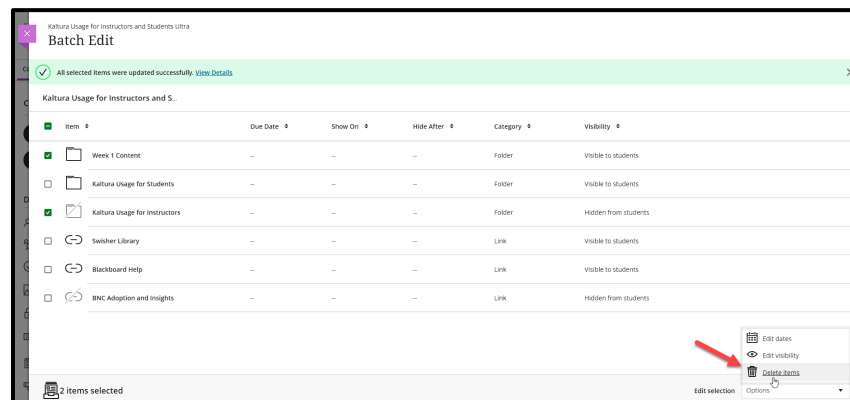 Kaltura Usage for Instructors and Students Ultra
Batch Edit
All selected items were updated successfully. View Details
Kaltura Usage for Instructors and S...
Item Due Date Show On Hide After Category Visibility
Week 1 Content -- -- -- Folder Visible to students
Kaltura Usage for Students -- -- -- Folder Visible to students
Kaltura Usage for Instructors -- -- -- Folder Hidden from students
Swisher Library -- -- -- Link Visible to students
Blackboard Help -- -- -- Link Visible to students
BNC Adoption and Insights -- -- -- Link Hidden from students
Edit dates
Edit visibility
Delete items
2 items selected Edit selection Options